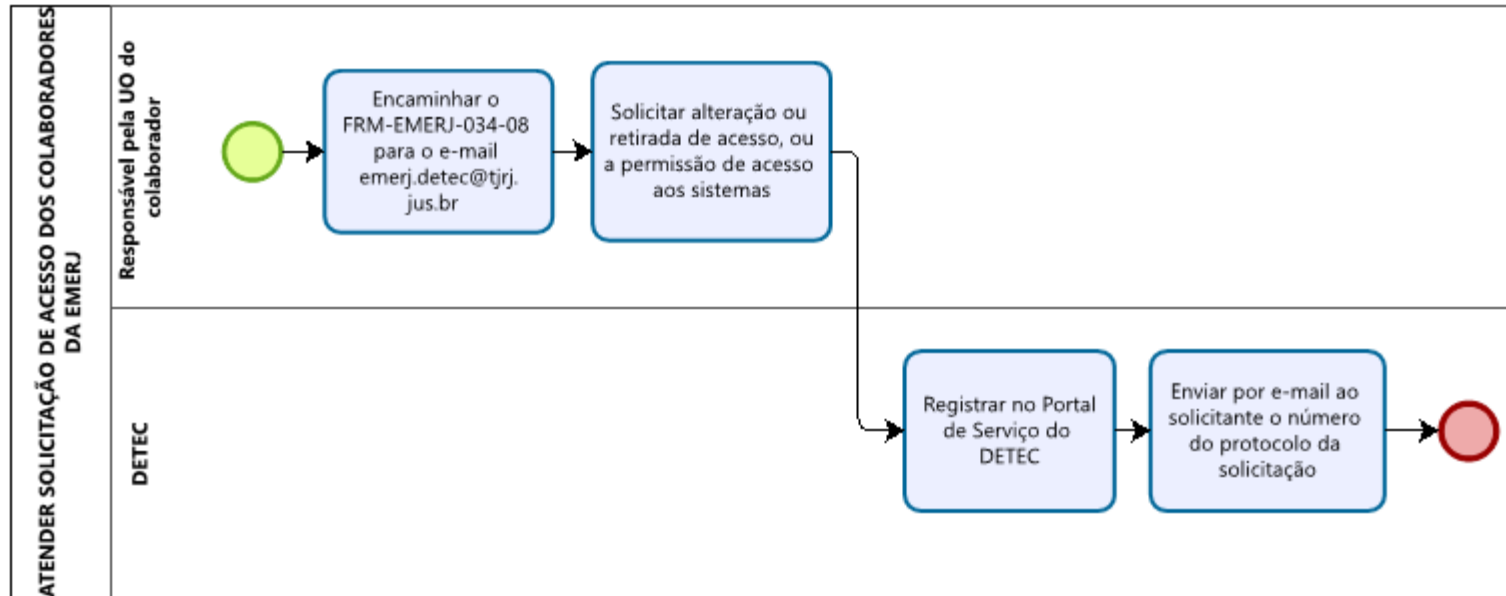 ATENDER SOLICITAÇÃO DE ACESSO DOS COLABORADORES
DA EMERJ
Responsável pela UO do
colaborador
Encaminhar o
FRM-EMERJ-034-08
para o e-mail
emerj.detec@tjrj.
jus.br
Solicitar alteração ou
retirada de acesso, ou
a permissão de acesso
aos sistemas
DETEC
Registrar no Portal
de Serviço do
DETEC
Enviar por e-mail ao
solicitante o número
do protocolo da
solicitação